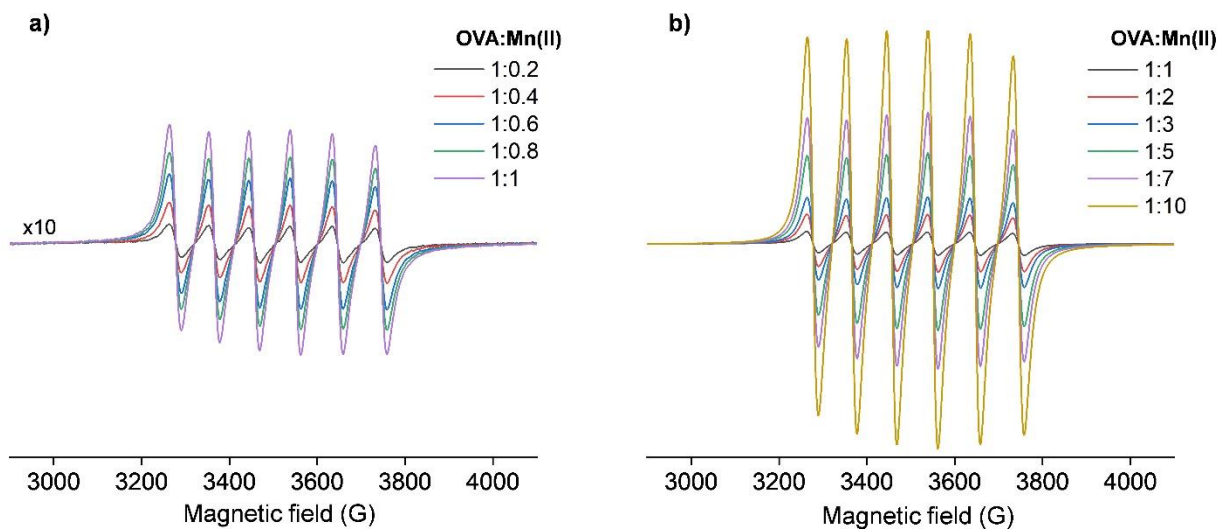 a)
OVA:Mn(II)
1:0.2
1:0.4
1:0.6
1:0.8
1:1
x10
3000 3200 3400 3600 3800 4000
Magnetic field (G)
b)
OVA:Mn(II)
1:1
1:2
1:3
1:5
1:7
1:10
3000 3200 3400 3600 3800 4000
Magnetic field (G)